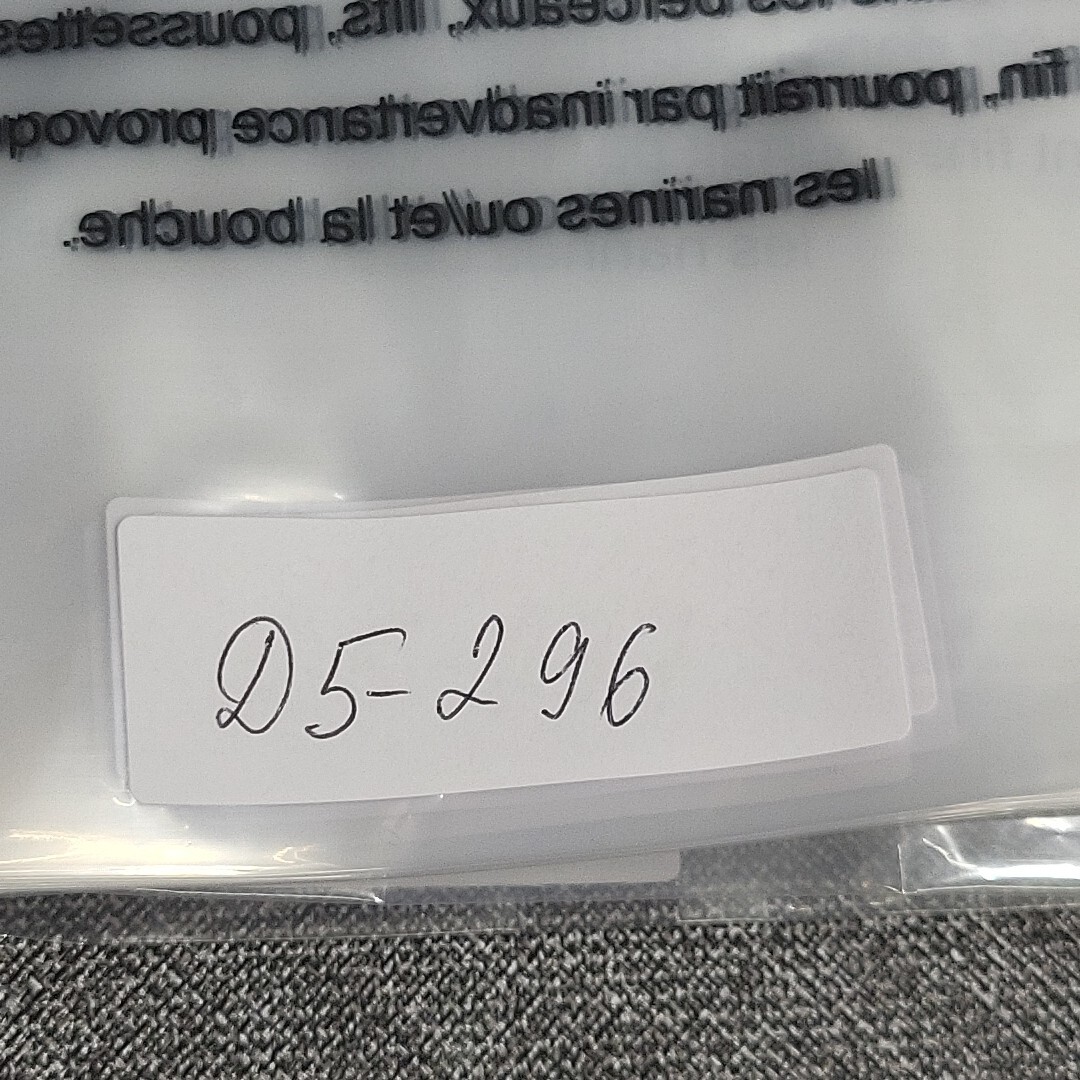 berceaux, lits, poussettes
fin, pourrait par inadvertance
les narines ou/et la bouche.
D5-296